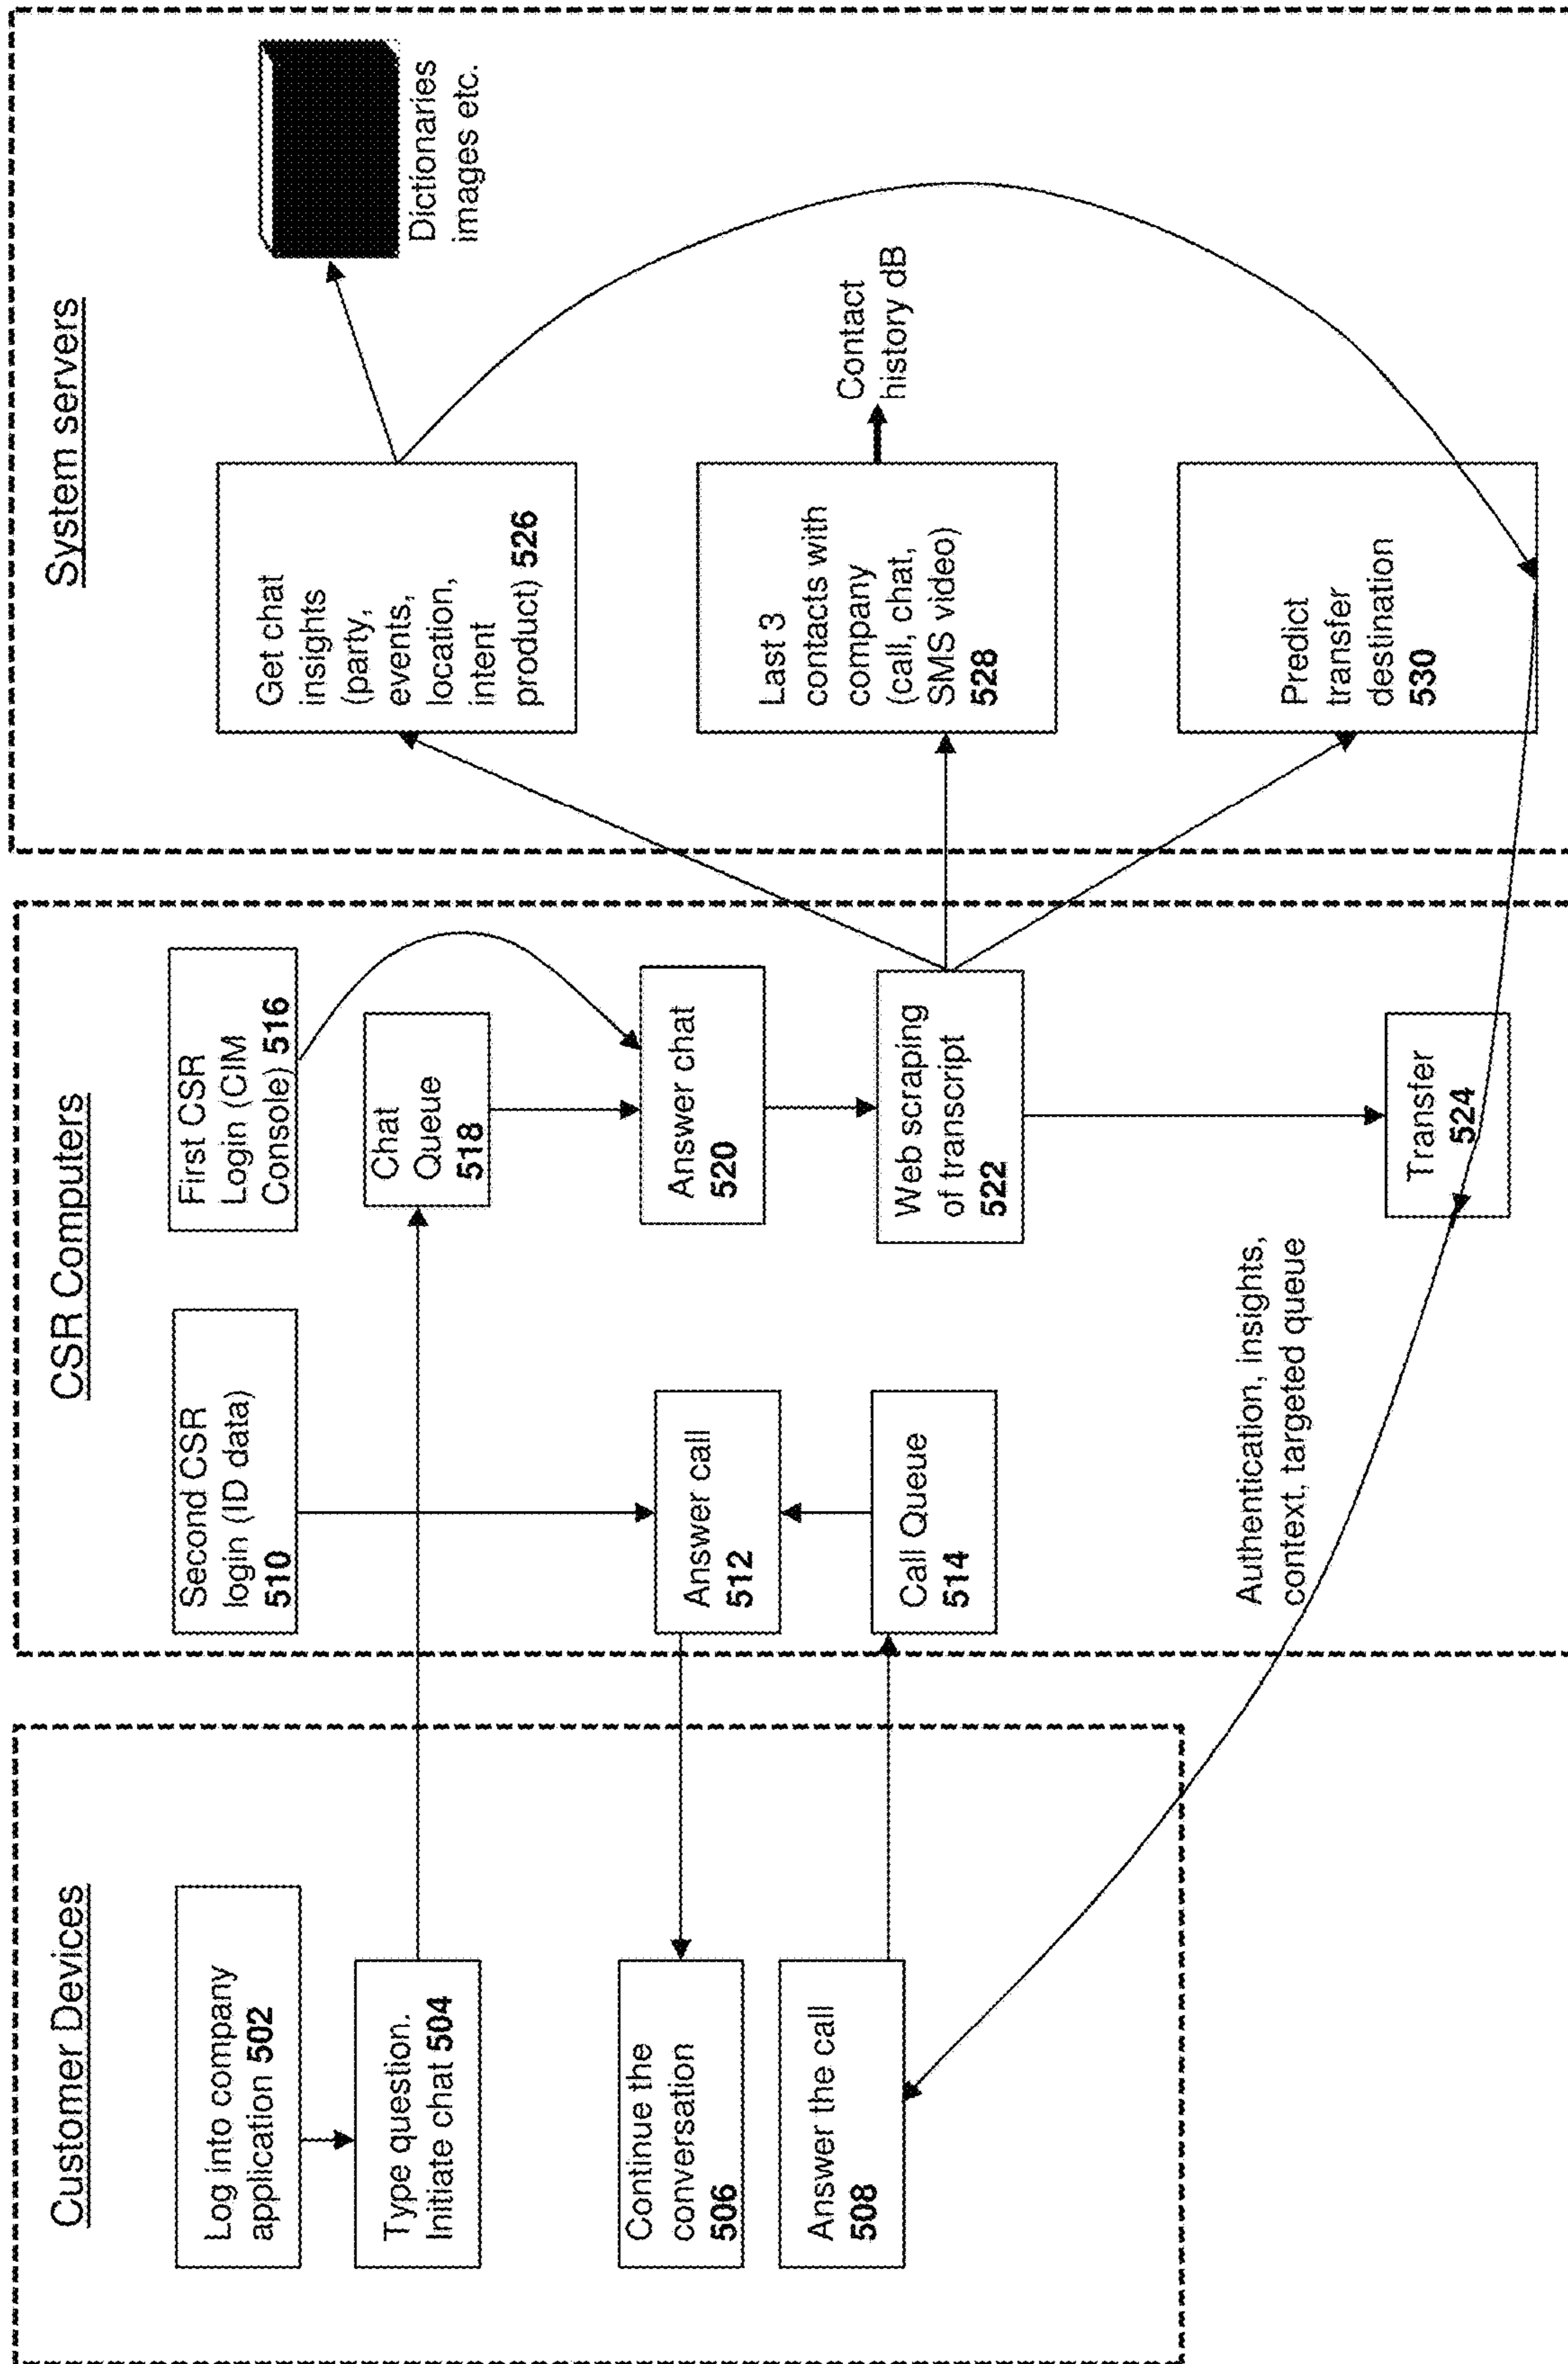 Customer Devices
Log into company
application 502
Type question.
Initiate chat 504
Continue the
conversation
506
Answer the call
508
CSR Computers
Second CSR
login (ID data)
510
Answer call
512
Call Queue
514
First CSR
Login (CIM
Console) 516
Chat
Queue
518
Answer chat
520
Web scraping
of transcript
522
Transfer
524
Authentication, insights,
context, targeted queue
System servers
Get chat
insights
(party,
events,
location,
intent
product) 526
Last 3
contacts with
company
(call, chat,
SMS video)
528
Predict
transfer
destination
530
Dictionaries
images etc.
Contact
history dB